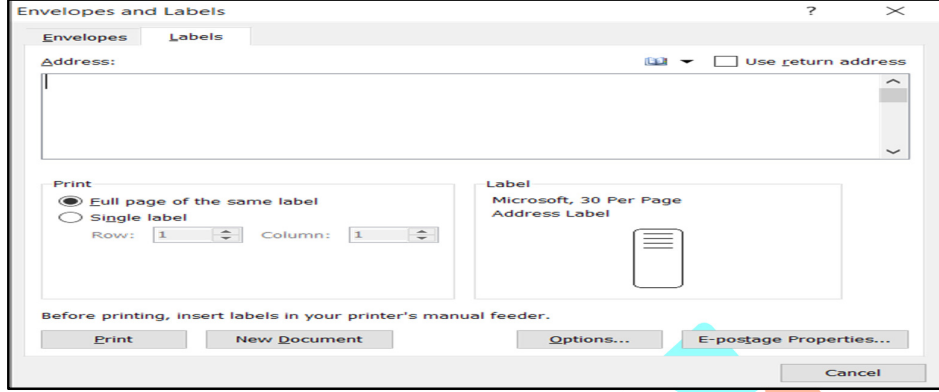 Envelopes and Labels
Envelopes Labels
Address: Use return address
Print
Full page of the same label
Single label
Row: 1 Column: 1
Label
Microsoft, 30 Per Page
Address Label
Before printing, insert labels in your printer's manual feeder.
Print New Document Options... E-postage Properties...
Cancel